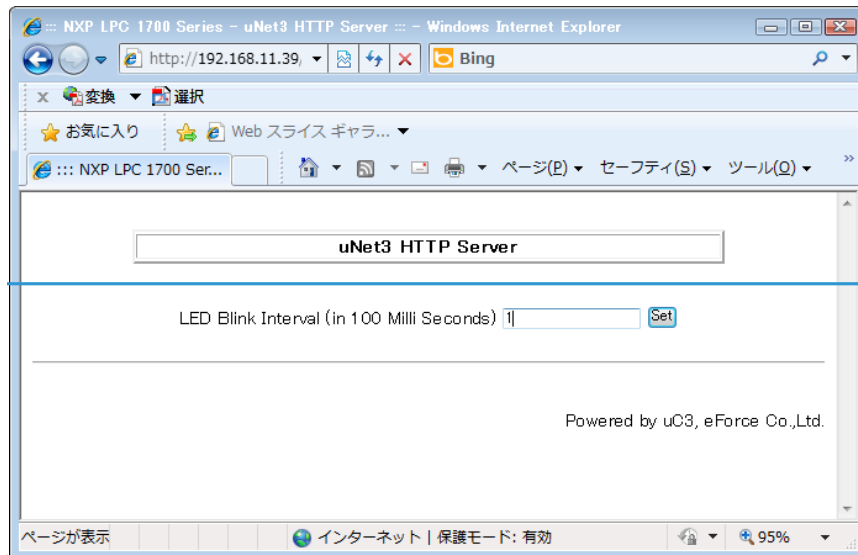 ::: NXP LPC 1700 Series - uNet3 HTTP Server ::: - Windows Internet Explorer
http://192.168.11.39/ Bing
x 変換 選択
お気に入り Web スライス ギャラ...
::: NXP LPC 1700 Ser... ページ(P) セーフティ(S) ツール(O) »
uNet3 HTTP Server
LED Blink Interval (in 100 Milli Seconds) 1 Set
Powered by uC3, eForce Co.,Ltd.
ページが表示 インターネット | 保護モード: 有効 95%